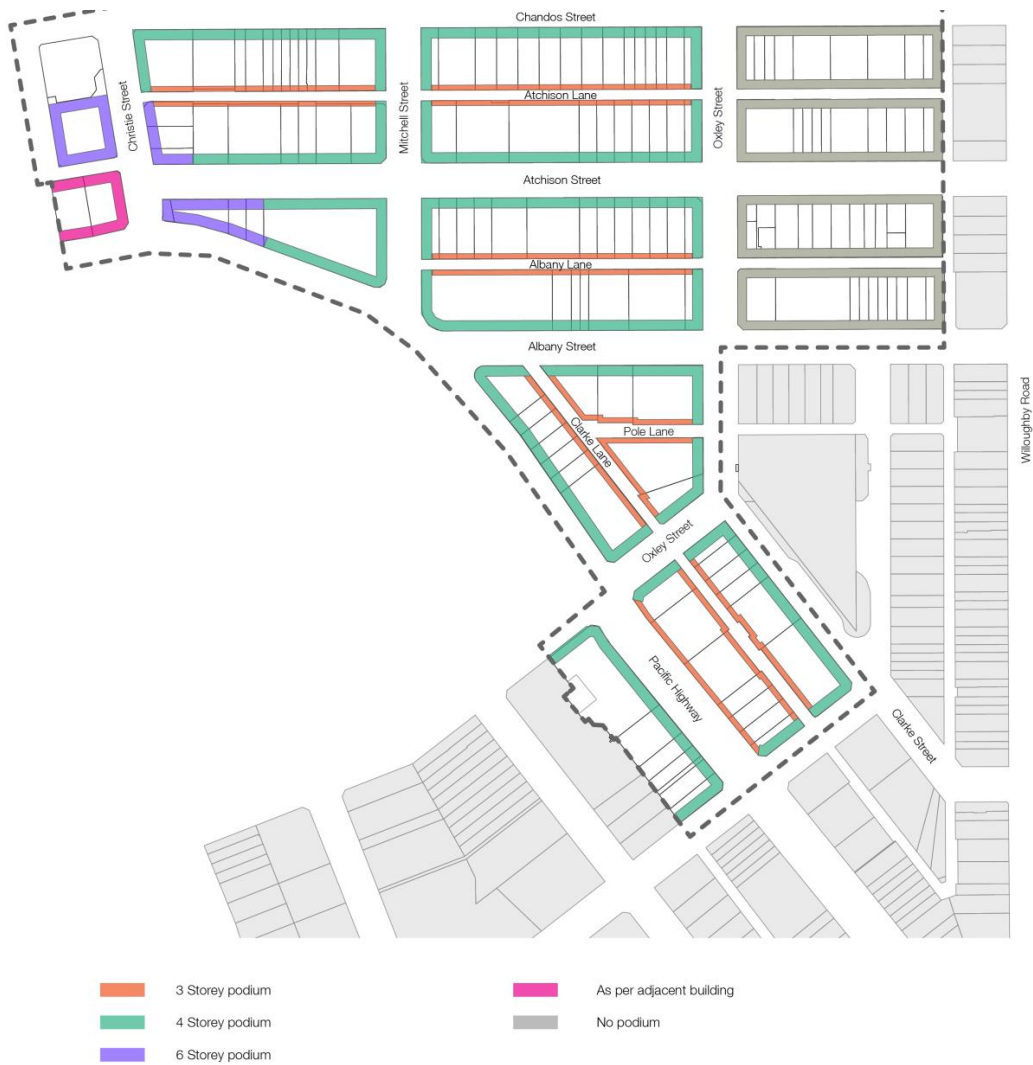 Chandos Street
Christie Street
Mitchell Street
Atchison Lane
Oxley Street
Atchison Street
Albany Lane
Albany Street
Willoughby Road
Clarke Lane
Pole Lane
Oxley Street
Pacific Highway
Clarke Street
3 Storey podium
4 Storey podium
6 Storey podium
As per adjacent building
No podium